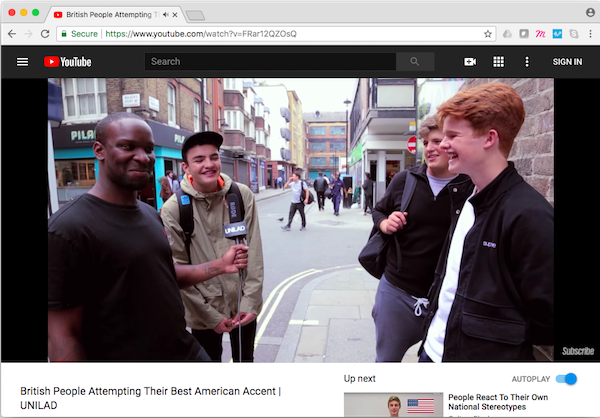 British People Attempting T
Secure | https://www.youtube.com/watch?v=FRar12QZOsQ
YouTube
Search
SIGN IN
PILA
UNILAD
Subscribe
British People Attempting Their Best American Accent |
UNILAD
Up next
AUTOPLAY
People React To Their Own
National Stereotypes